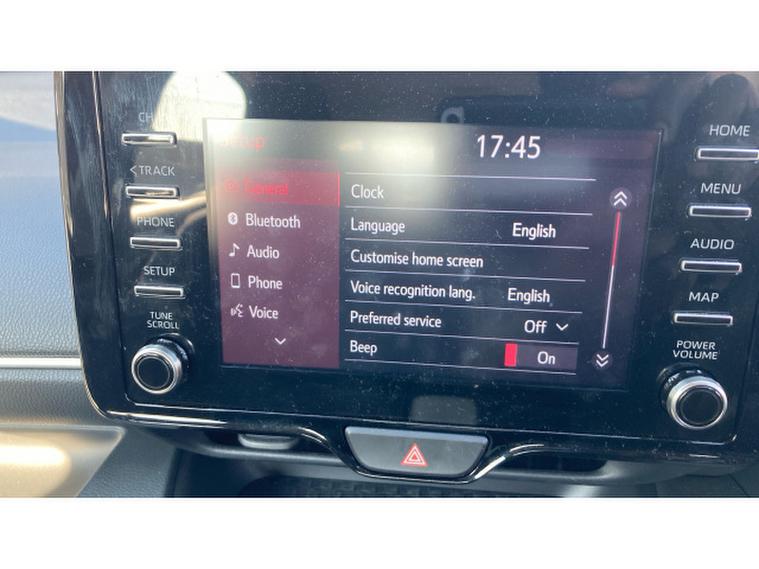 CH
< TRACK
PHONE
SETUP
TUNE
SCROLL
Setup
17:45
General
Bluetooth
Audio
Phone
Voice
Clock
Language English
Customise home screen
Voice recognition lang. English
Preferred service Off
Beep On
HOME
MENU
AUDIO
MAP
POWER
VOLUME